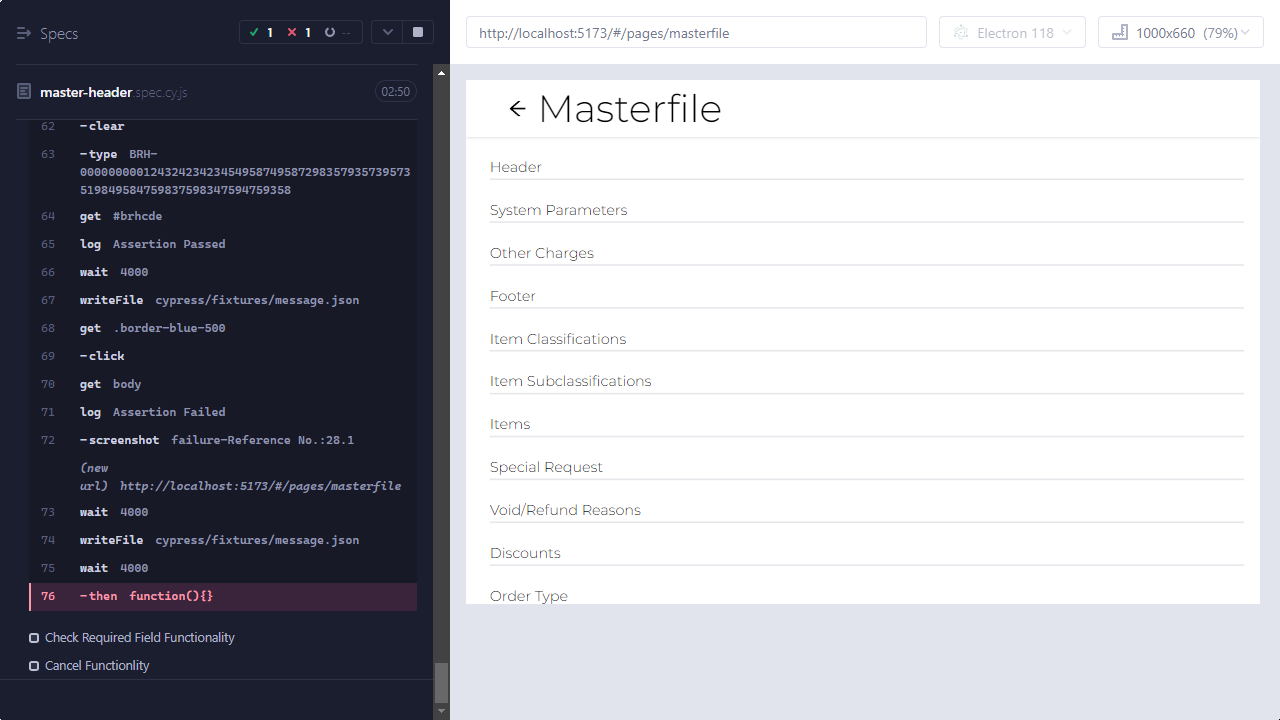 Specs
1
1
--
http://localhost:5173/#/pages/masterfile
Electron 118
1000x660 (79%)
master-header.spec.cy.js
02:50
62 -clear
63 -type BRH-
00000000012432423423454958749587298357935739573
5198495847598375983475947593​58
64 get #brhcde
65 log Assertion Passed
66 wait 4000
67 writeFile cypress/fixtures/message.json
68 get .border-blue-500
69 -click
70 get body
71 log Assertion Failed
72 -screenshot failure-Reference No.:28.1
(new
url) http://localhost:5173/#/pages/masterfile
73 wait 4000
74 writeFile cypress/fixtures/message.json
75 wait 4000
76 -then function(){}
Check Required Field Functionality
Cancel Functionlity
Masterfile
Header
System Parameters
Other Charges
Footer
Item Classifications
Item Subclassifications
Items
Special Request
Void/Refund Reasons
Discounts
Order Type